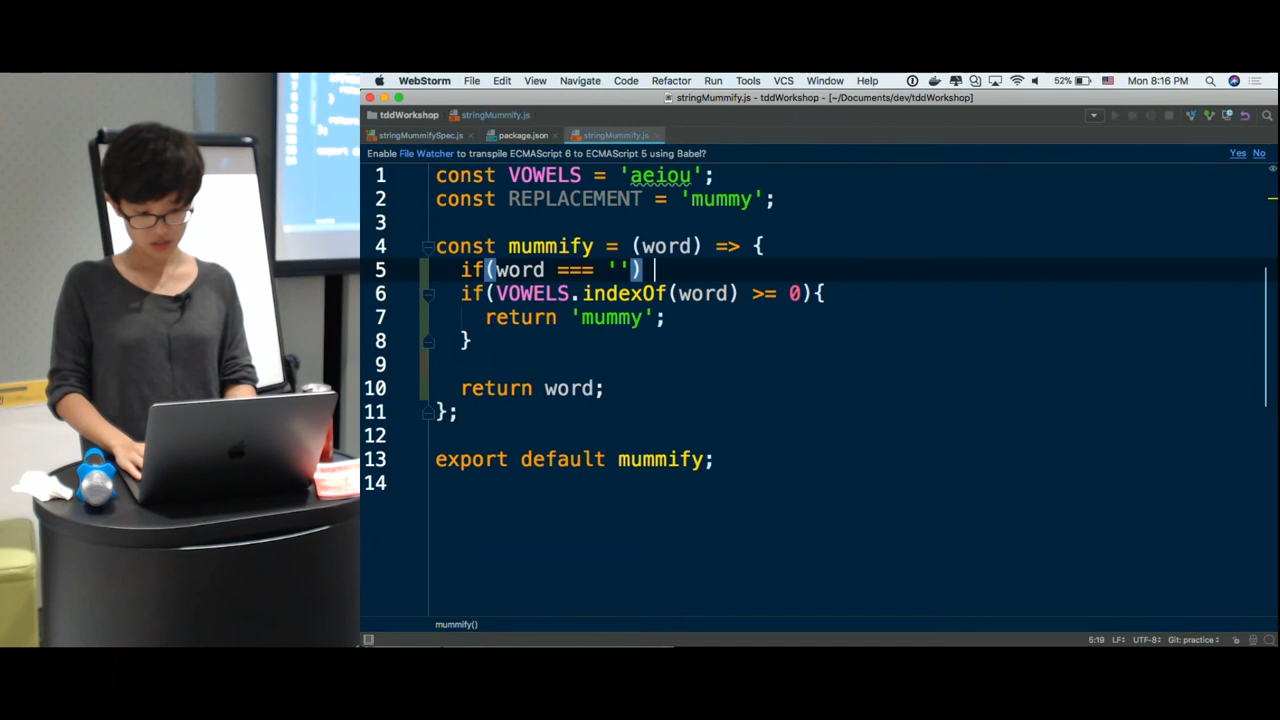 WebStorm File Edit View Navigate Code Refactor Run Tools VCS Window Help 52% Mon 8:16 PM
stringMummify.js - tddWorkshop - [~/Documents/dev/tddWorkshop]
tddWorkshop stringMummify.js
stringMummifySpec.js package.json stringMummify.js
Enable File Watcher to transpile ECMAScript 6 to ECMAScript 5 using Babel? Yes No
1 const VOWELS = 'aeiou';
2 const REPLACEMENT = 'mummy';
3
4 const mummify = (word) => {
5 if(word === '')
6 if(VOWELS.indexOf(word) >= 0){
7 return 'mummy';
8 }
9
10 return word;
11 };
12
13 export default mummify;
14
mummify()
5:19 LF÷ UTF-8÷ Git: practice÷